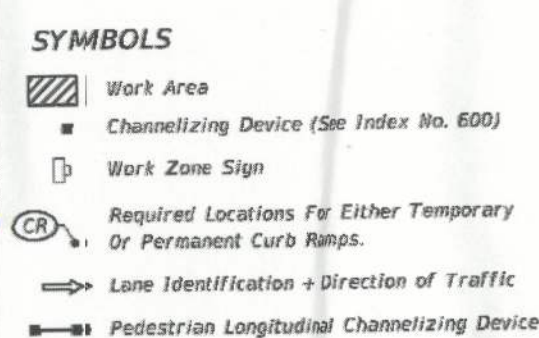 SYMBOLS
Work Area
Channelizing Device (See Index No. 600)
Work Zone Sign
CR
Required Locations For Either Temporary
Or Permanent Curb Ramps.
Lane Identification + Direction of Traffic
Pedestrian Longitudinal Channelizing Device